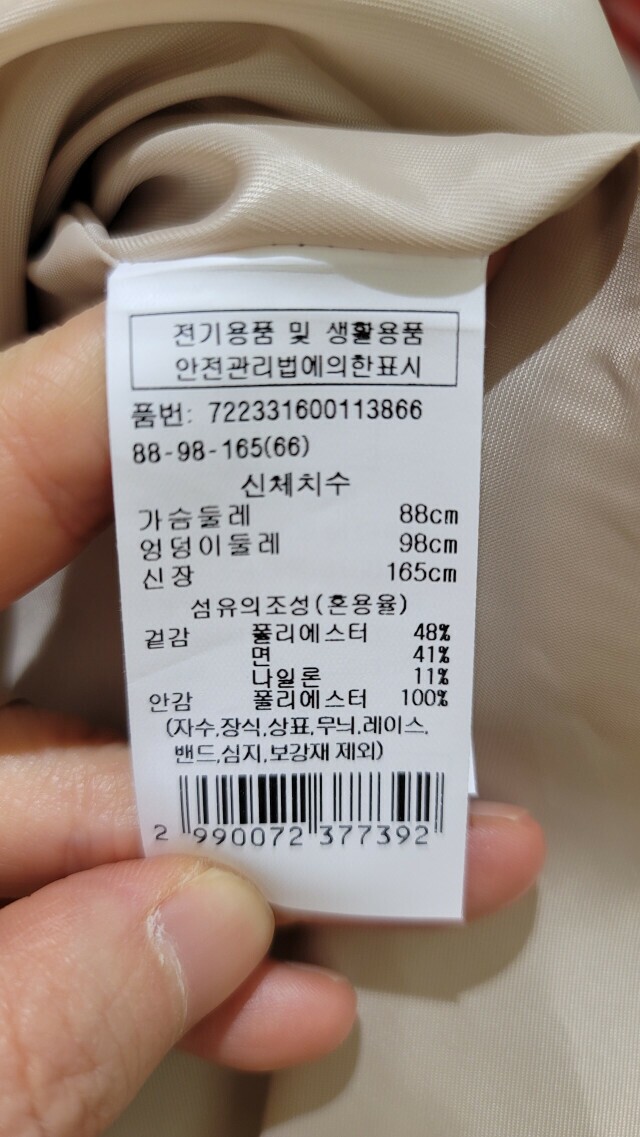 전기용품 및 생활용품
안전관리법에의한표시
품번: 722331600113866
88-98-165(66)
신체치수
가슴둘레 88cm
엉덩이둘레 98cm
신장 165cm
섬유의조성(혼용율)
겉감 폴리에스터 48%
면 41%
나일론 11%
안감 폴리에스터 100%
(자수,장식,상표,무늬,레이스,
밴드,심지,보강재 제외)
2 990072 377392